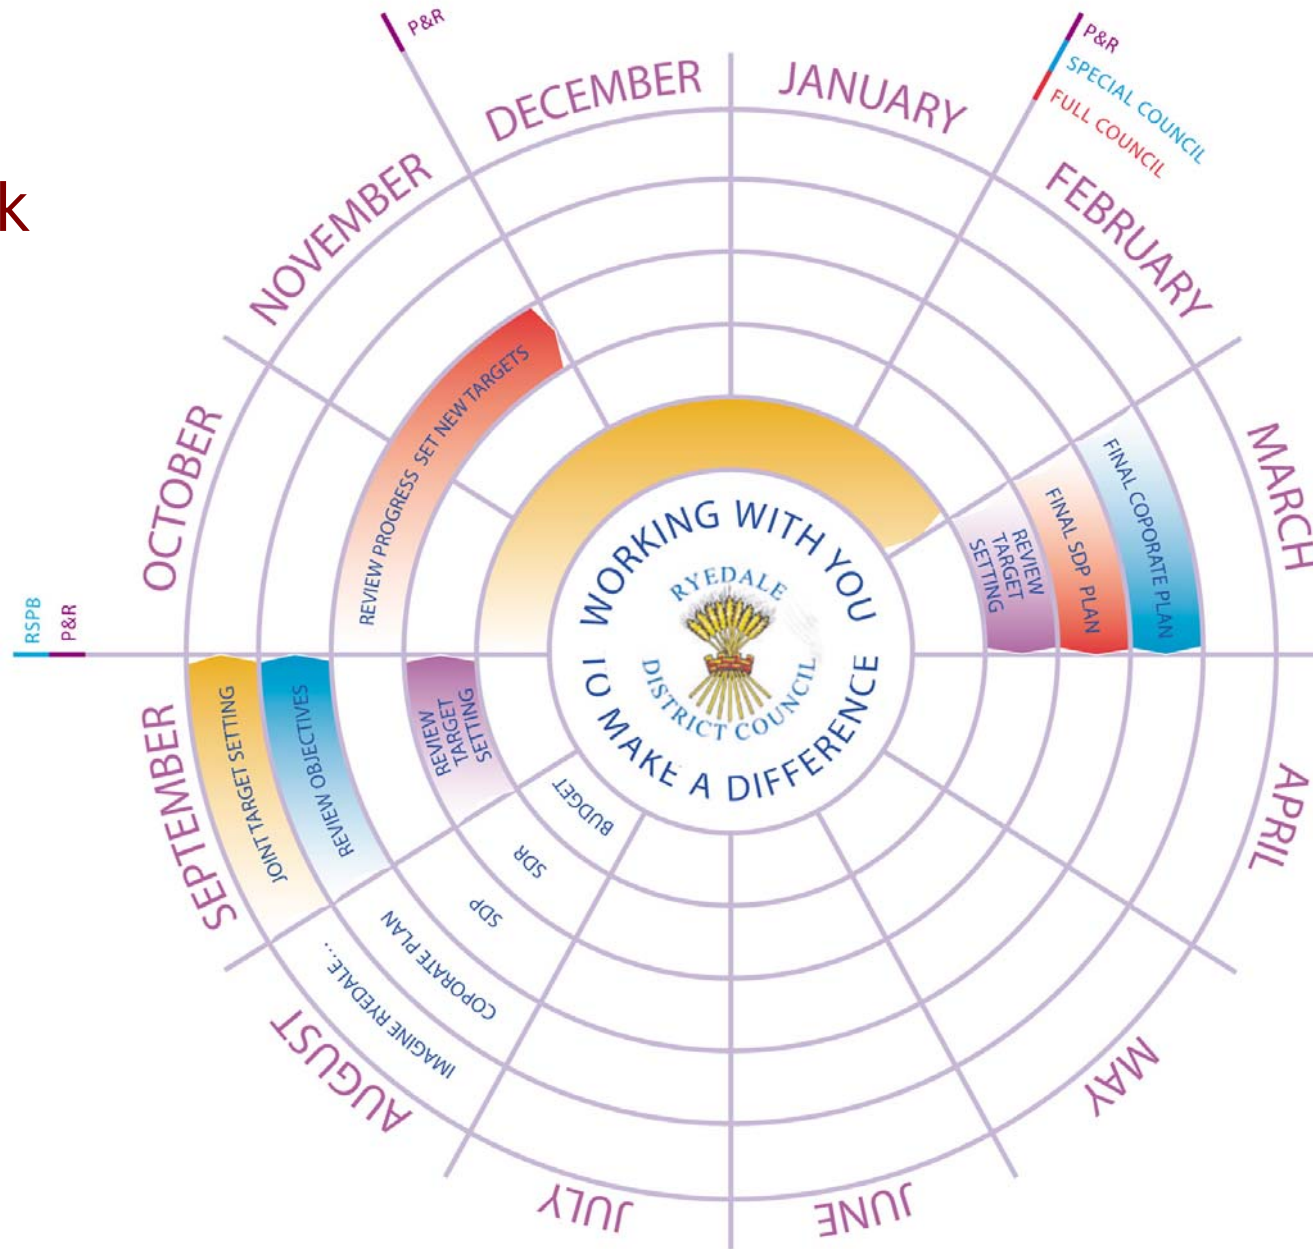 k
P&R
P&R
SPECIAL COUNCIL
FULL COUNCIL
DECEMBER
JANUARY
NOVEMBER
FEBRUARY
OCTOBER
MARCH
SEPTEMBER
APRIL
AUGUST
MAY
JULY
JUNE
RSPB
P&R
REVIEW PROGRESS SET NEW TARGETS
REVIEW
TARGET
SETTING
FINAL SDP PLAN
FINAL COPORATE PLAN
JOINT TARGET SETTING
REVIEW OBJECTIVES
REVIEW
TARGET
SETTING
BUDGET
SDR
SDP
COPORATE PLAN
IMAGINE RYEDALE....
WORKING WITH YOU
TO MAKE A DIFFERENCE
RYEDALE
DISTRICT COUNCIL